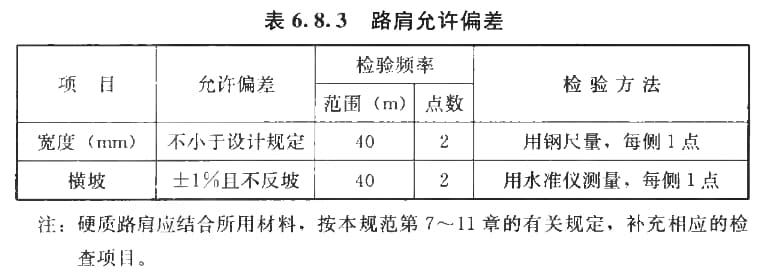 表 6.8.3 路肩允许偏差
项 目 允许偏差 检验频率 检 验 方 法
范围（m） 点数
宽度（mm） 不小于设计规定 40 2 用钢尺量，每侧 1 点
横坡 ±1%且不反坡 40 2 用水准仪测量，每侧 1 点
注：硬质路肩应结合所用材料，按本规范第 7～11 章的有关规定，补充相应的检
查项目。